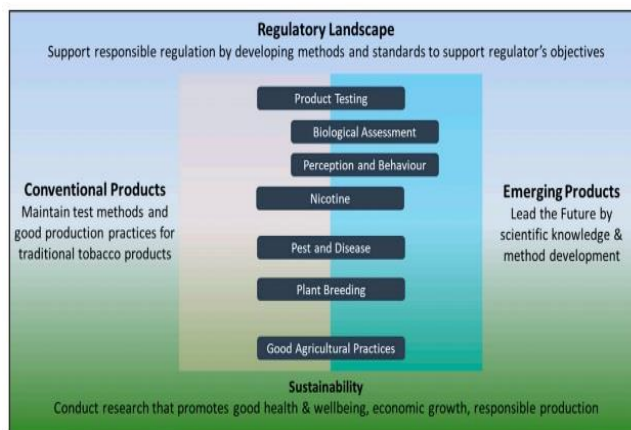 Regulatory Landscape
Support responsible regulation by developing methods and standards to support regulator's objectives
Product Testing
Biological Assessment
Perception and Behaviour
Conventional Products
Maintain test methods and
good production practices for
traditional tobacco products
Nicotine
Pest and Disease
Plant Breeding
Good Agricultural Practices
Emerging Products
Lead the Future by
scientific knowledge &
method development
Sustainability
Conduct research that promotes good health & wellbeing, economic growth, responsible production